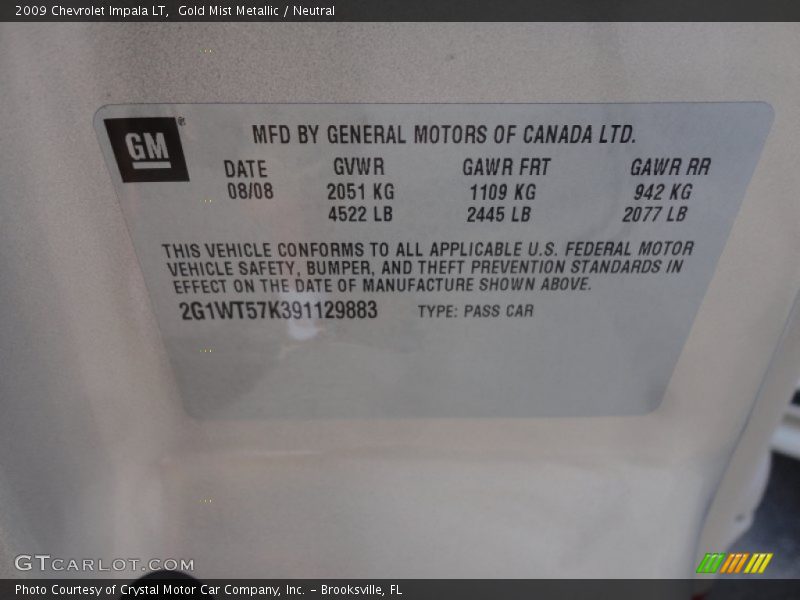 2009 Chevrolet Impala LT,  Gold Mist Metallic / Neutral
GM®
MFD BY GENERAL MOTORS OF CANADA LTD.
DATE GVWR GAWR FRT GAWR RR
08/08 2051 KG 1109 KG 942 KG
4522 LB 2445 LB 2077 LB
THIS VEHICLE CONFORMS TO ALL APPLICABLE U.S. FEDERAL MOTOR
VEHICLE SAFETY, BUMPER, AND THEFT PREVENTION STANDARDS IN
EFFECT ON THE DATE OF MANUFACTURE SHOWN ABOVE.
2G1WT57K391129883 TYPE: PASS CAR
GTCARLOT.COM
Photo Courtesy of Crystal Motor Car Company, Inc. – Brooksville, FL